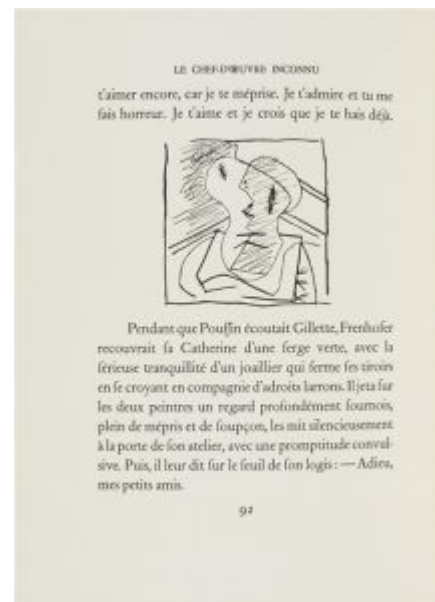 LE CHEF-D'ŒUVRE INCONNU
t'aimer encore, car je te méprise. Je t'admire et tu me
fais horreur. Je t'aime et je crois que je te hais déjà.
Pendant que Pouſſin écoutait Gillette, Frenhofer
recouvrait ſa Catherine d'une ſerge verte, avec la
ſérieuse tranquillité d'un joaillier qui ferme ſes tiroirs
en ſe croyant en compagnie d'adroits larrons. Il jeta ſur
les deux peintres un regard profondément ſournois,
plein de mépris et de ſoupçon, les mit silencieusement
à la porte de ſon atelier, avec une promptitude convul-
sive. Puis, il leur dit ſur le ſeuil de ſon logis : — Adieu,
mes petits amis.
92